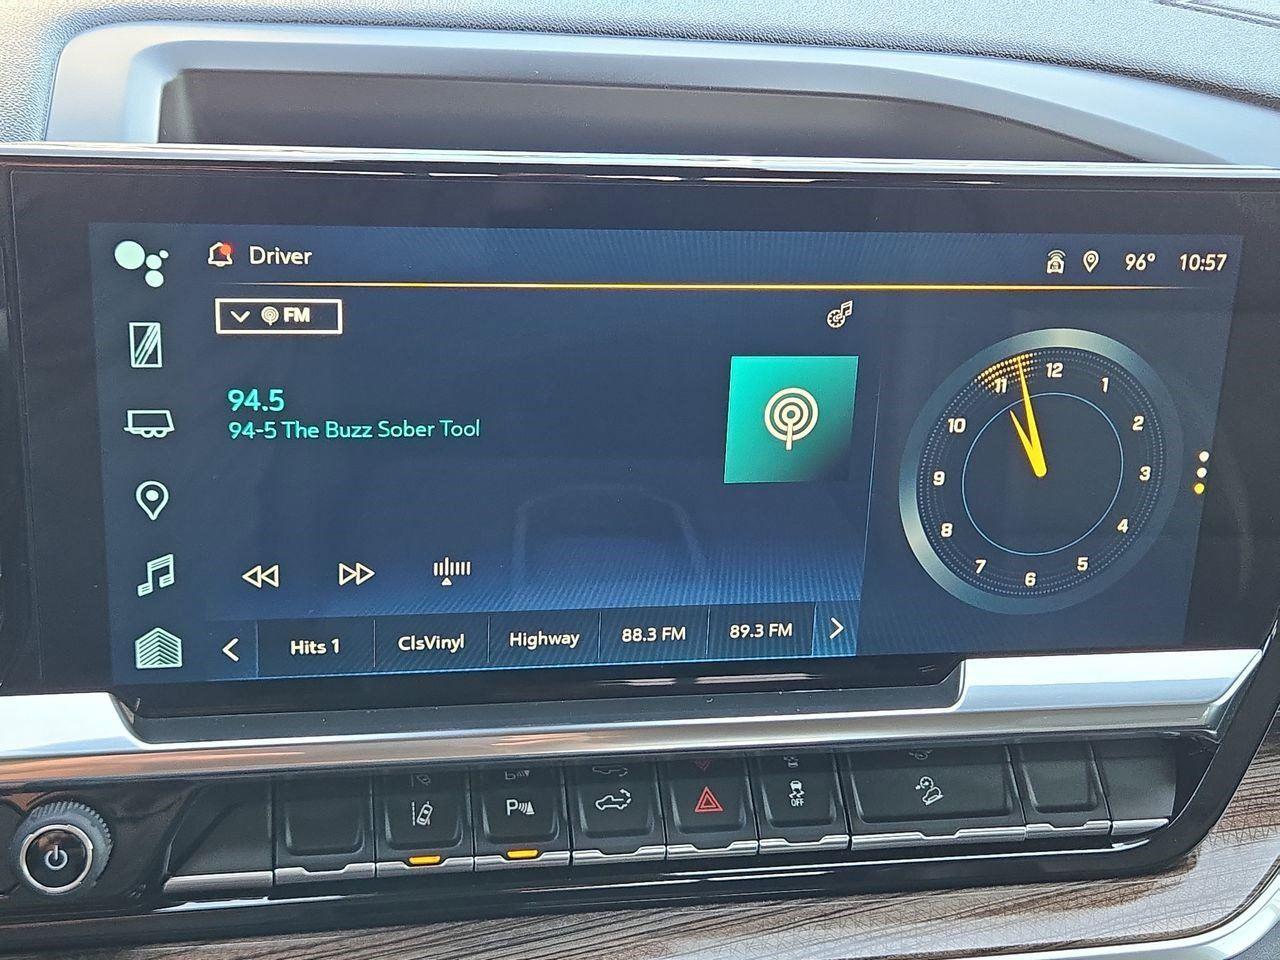 Driver
96° 10:57
FM
94.5
94-5 The Buzz Sober Tool
Hits 1
ClsVinyl
Highway
88.3 FM
89.3 FM
12
1
2
3
4
5
6
7
8
9
10
11
P
OFF